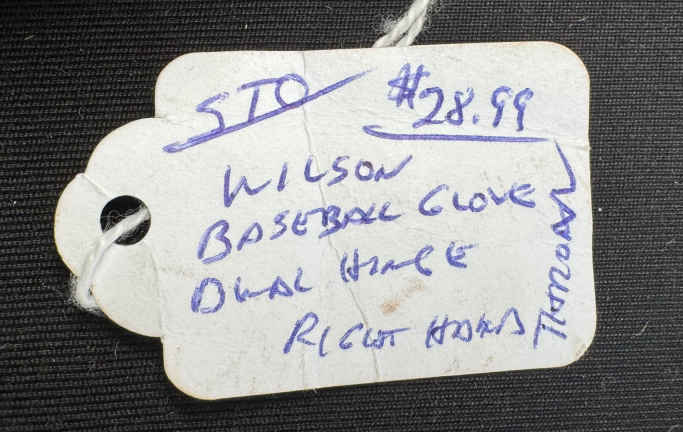 STO
$28.99
WILSON
BASEBALL GLOVE
DUAL HINGE
RIGHT HAND
THROW